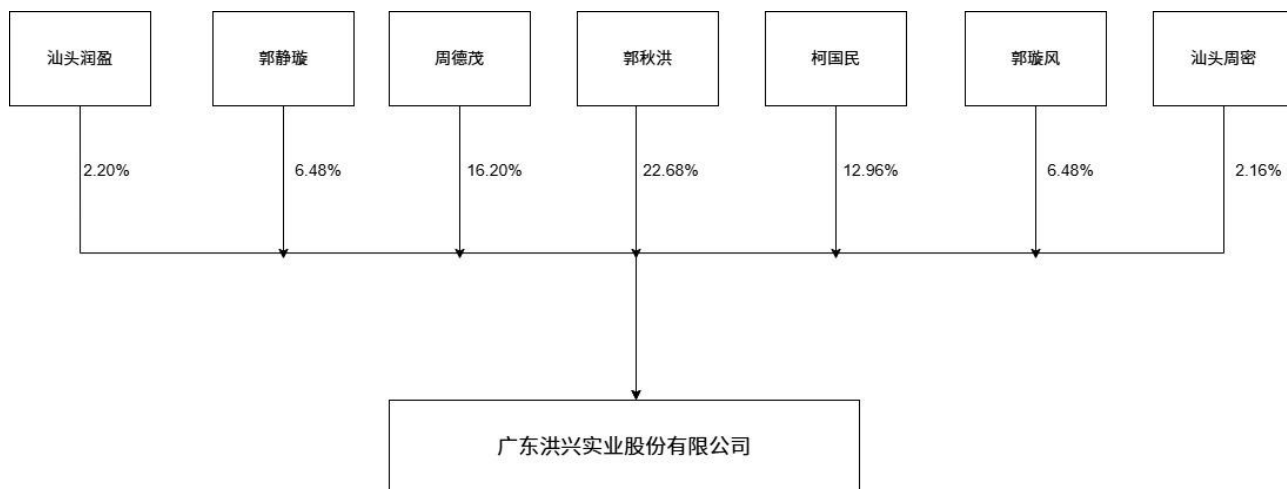 汕头润盈
郭静璇
周德茂
郭秋洪
柯国民
郭璇风
汕头周密
2.20%
6.48%
16.20%
22.68%
12.96%
6.48%
2.16%
广东洪兴实业股份有限公司